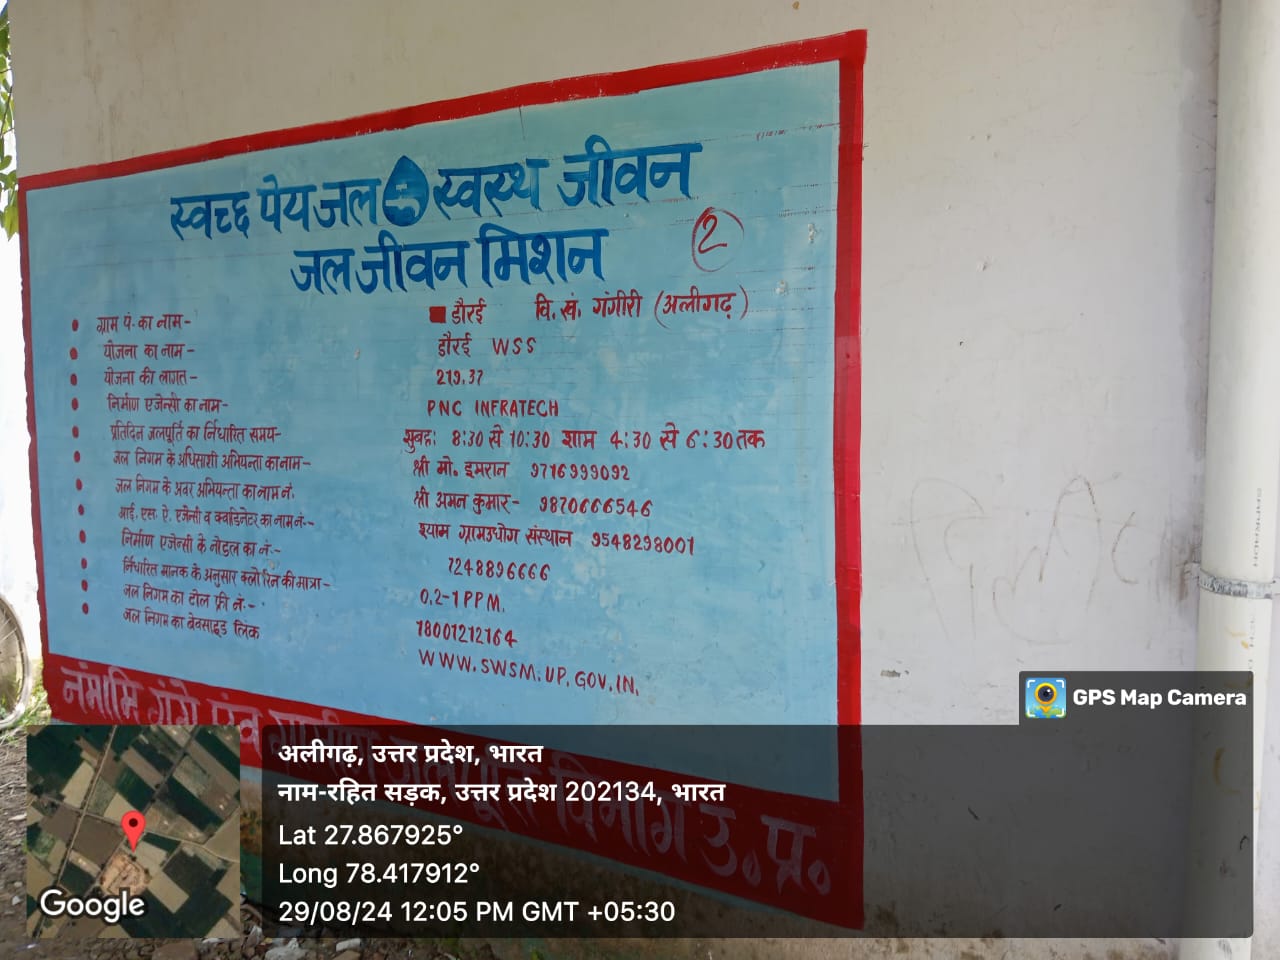 स्वच्छ पेयजल स्वस्थ जीवन
जल जीवन मिशन
2
ग्राम पं. का नाम- डौरई वि. खं. गंगीरी (अलीगढ़)
योजना का नाम- डौरई WSS
योजना की लागत- 219.37
निर्माण एजेन्सी का नाम- PNC INFRATECH
प्रतिदिन जलपूर्ति का निर्धारित समय- सुबह: 8:30 से 10:30 शाम 4:30 से 6:30 तक
जल निगम के अधिशाशी अभियन्ता का नाम- श्री मो. इमरान 9716999092
जल निगम के अवर अभियन्ता का नाम नं. श्री अमन कुमार- 9870666546
आई. एस. ऐ. एजेन्सी व क्वाडिनेटर का नाम नं:- श्याम ग्रामउधोग संस्थान 9548298001
निर्माण एजेन्सी के नोडल का नं:- 7248896666
निर्धारित मानक के अनुसार क्लोरिन की मात्रा- 0.2-1 PPM.
जल निगम का टोल फ्री नं:- 18001212164
जल निगम का बेवसाइड लिंक WWW.SWSM.UP.GOV.IN.
नमामि गंगे एंव ग्रामीण जलपूर्ति विभाग उ. प्र.
GPS Map Camera
अलीगढ़, उत्तर प्रदेश, भारत
नाम-रहित सड़क, उत्तर प्रदेश 202134, भारत
Lat 27.867925°
Long 78.417912°
29/08/24 12:05 PM GMT +05:30
Google